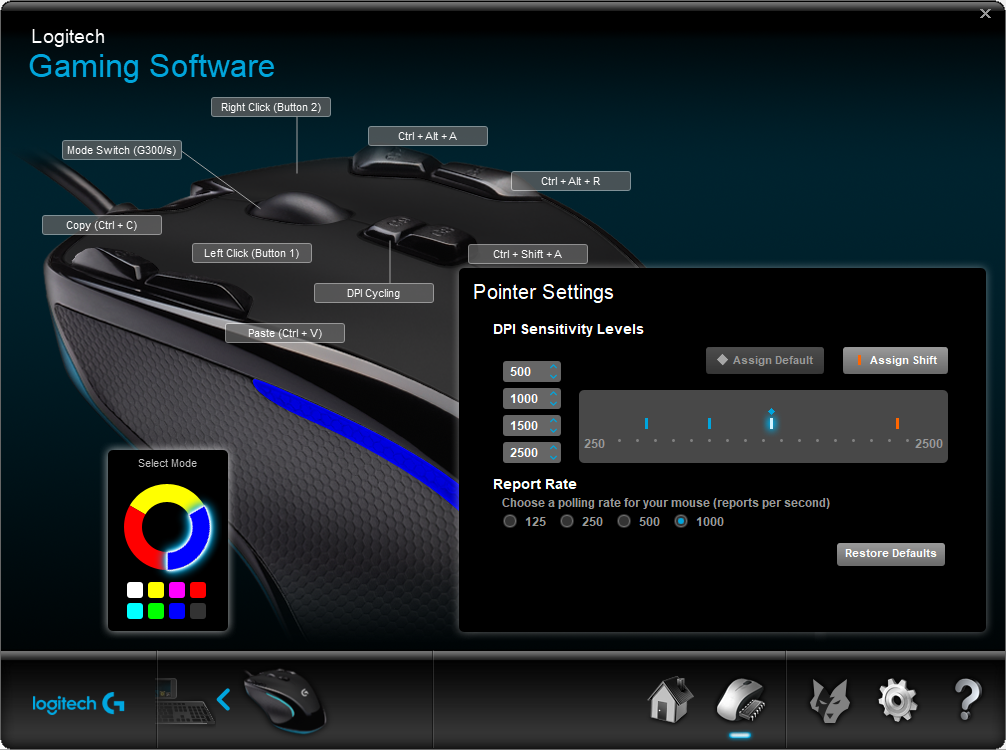 Logitech
Gaming Software
Right Click (Button 2)
Ctrl + Alt + A
Mode Switch (G300/s)
Ctrl + Alt + R
Copy (Ctrl + C)
Left Click (Button 1)
Ctrl + Shift + A
DPI Cycling
Paste (Ctrl + V)
Pointer Settings
DPI Sensitivity Levels
Assign Default
Assign Shift
500
1000
1500
2500
250
2500
Report Rate
Choose a polling rate for your mouse (reports per second)
125 250 500 1000
Restore Defaults
Select Mode
logitech G
?